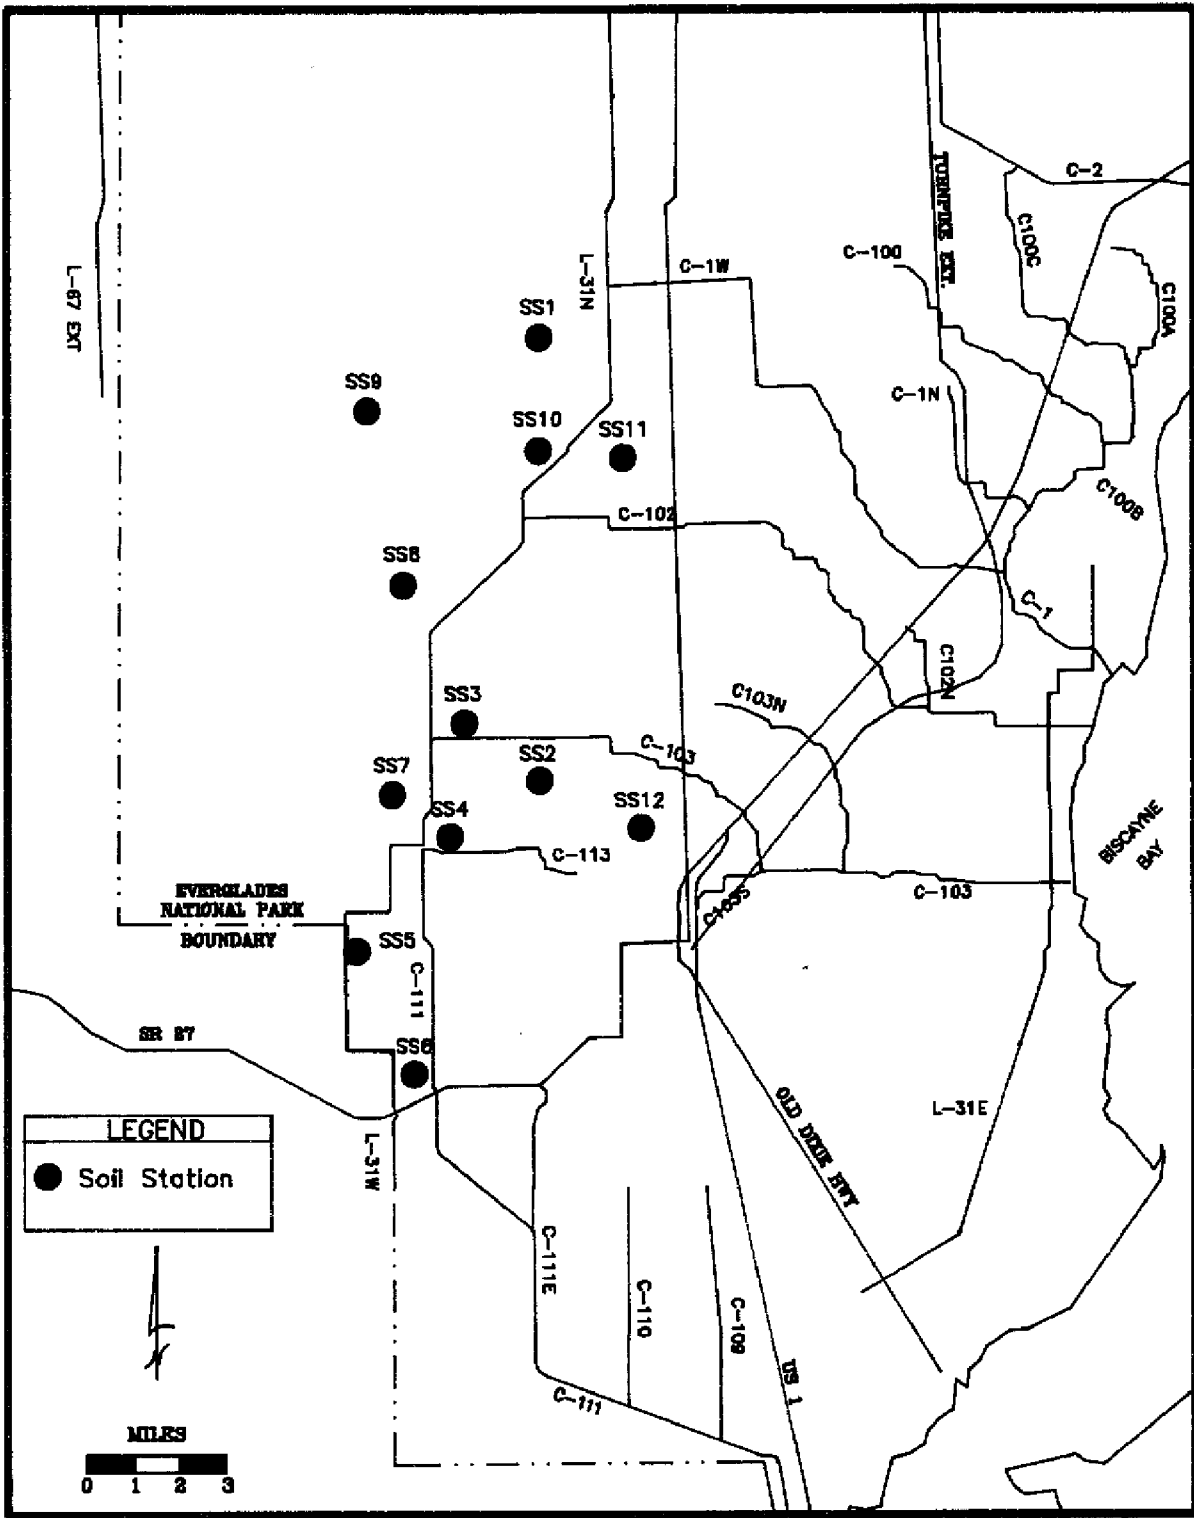 C-2
TURNPIKE EXT.
C100C
C-100
L-67 EXT
L-31N
C-1W
C100A
SS1
SS9
C-1N
SS10
SS11
C100B
C-102
SS8
C-1
C102N
C103N
SS3
C-103
SS2
SS7
SS4
SS12
BISCAYNE
BAY
C-113
EVERGLADES
NATIONAL PARK
BOUNDARY
C-103
C103S
SS5
C-111
SR 27
SS6
OLD DIXIE HWY
L-31E
LEGEND
Soil Station
L-31W
C-111E
C-110
C-109
US 1
C-111
N
MILES
0 1 2 3